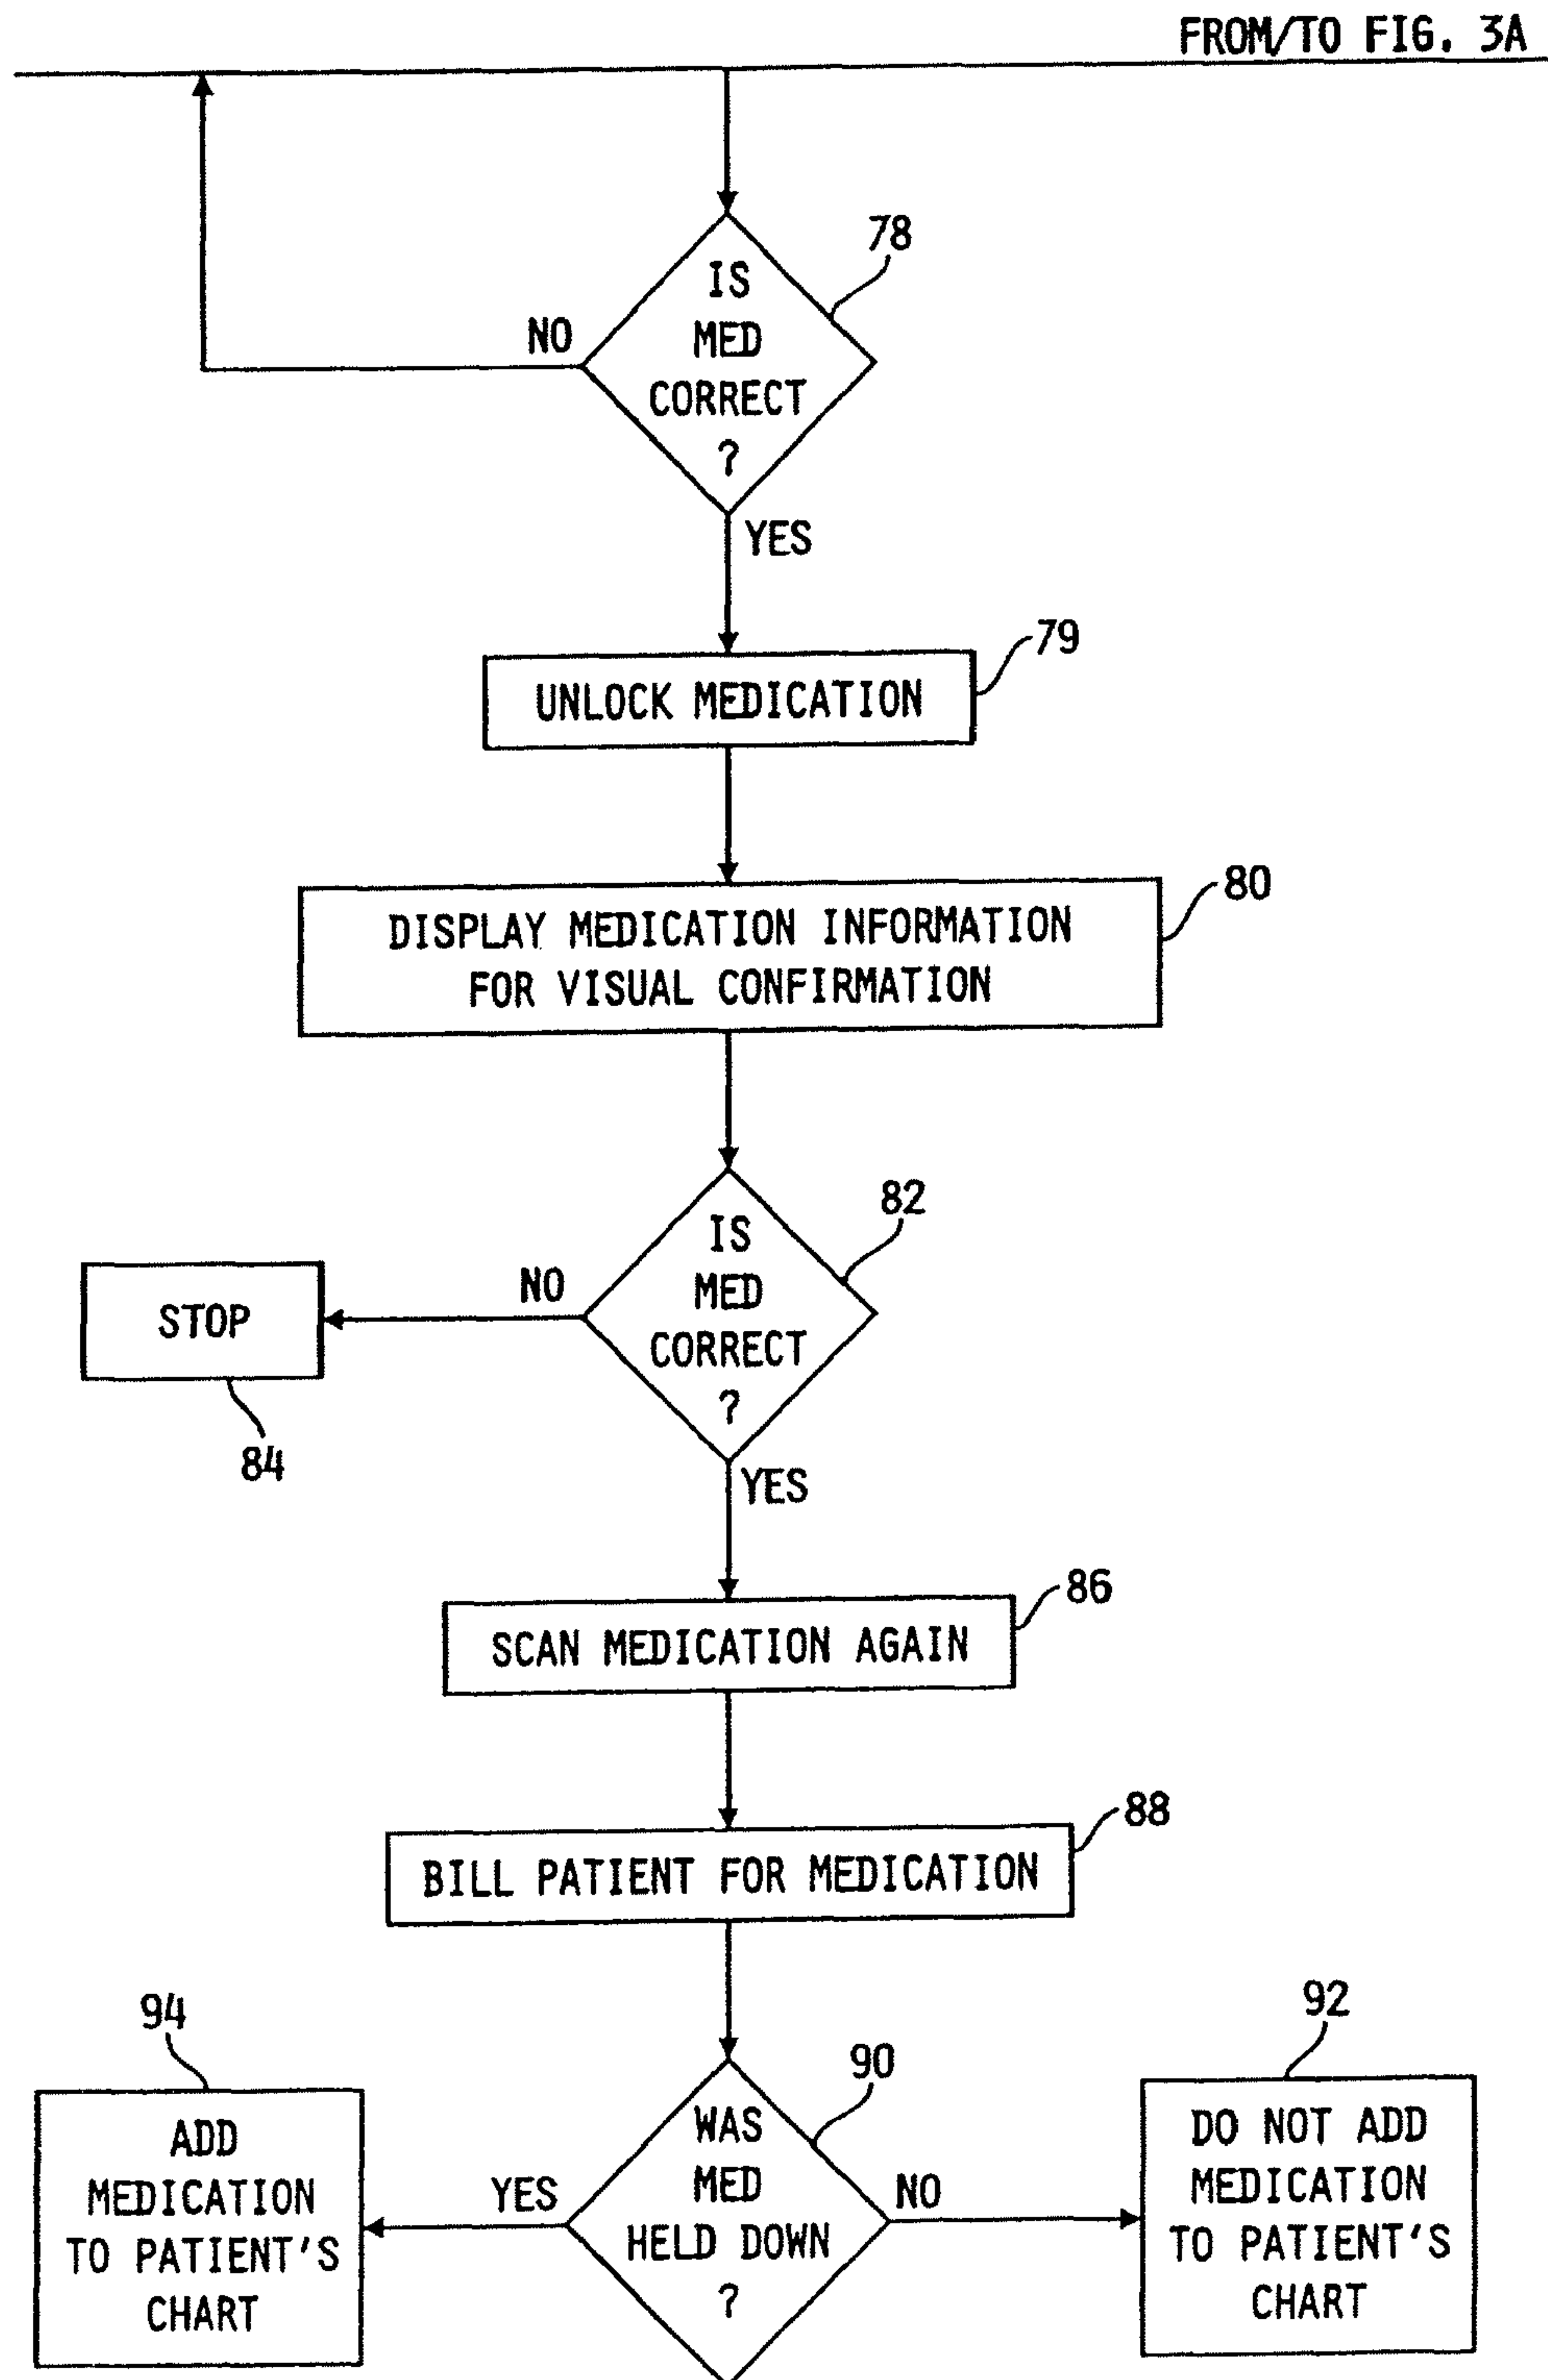 FROM/TO FIG. 3A
78
IS
MED
CORRECT
?
NO
YES
79
UNLOCK MEDICATION
80
DISPLAY MEDICATION INFORMATION
FOR VISUAL CONFIRMATION
82
IS
MED
CORRECT
?
NO
STOP
84
YES
86
SCAN MEDICATION AGAIN
88
BILL PATIENT FOR MEDICATION
94
90
92
ADD
MEDICATION
TO PATIENT'S
CHART
YES
WAS
MED
HELD DOWN
?
NO
DO NOT ADD
MEDICATION
TO PATIENT'S
CHART